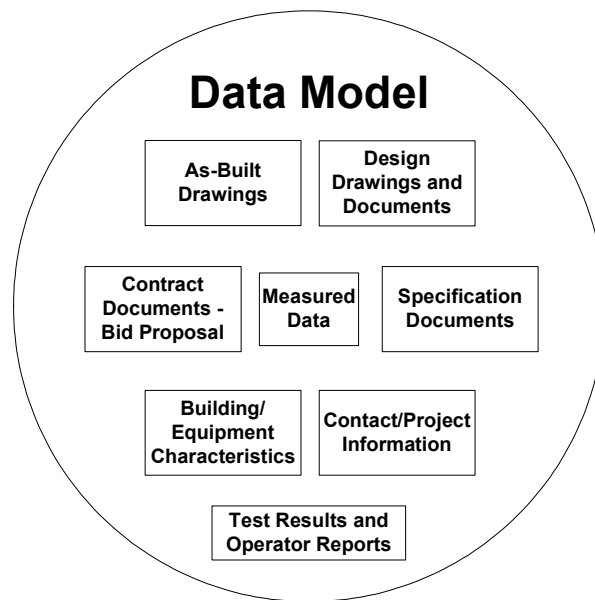 Data Model
As-Built
Drawings
Design
Drawings and
Documents
Contract
Documents -
Bid Proposal
Measured
Data
Specification
Documents
Building/
Equipment
Characteristics
Contact/Project
Information
Test Results and
Operator Reports